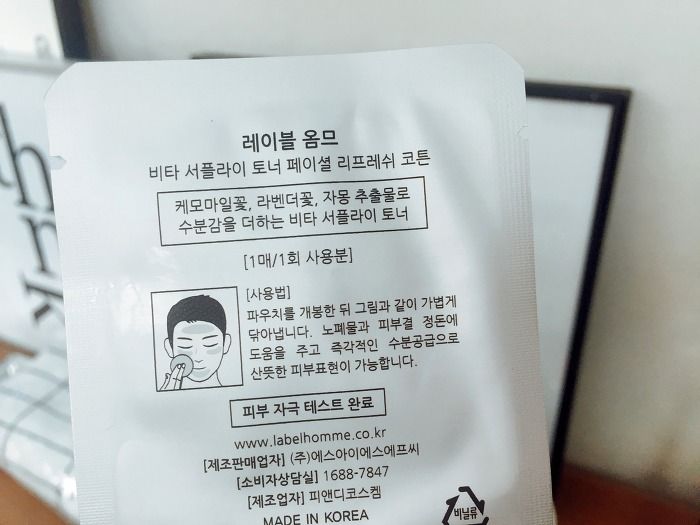 레이블 옴므
비타 서플라이 토너 페이셜 리프레쉬 코튼
케모마일꽃, 라벤더꽃, 자몽 추출물로
수분감을 더하는 비타 서플라이 토너
[1매/1회 사용분]
[사용법]
파우치를 개봉한 뒤 그림과 같이 가볍게
닦아냅니다. 노폐물과 피부결 정돈에
도움을 주고 즉각적인 수분공급으로
산뜻한 피부표현이 가능합니다.
피부 자극 테스트 완료
www.labelhomme.co.kr
[제조판매업자] (주)에스아이에스에프씨
[소비자상담실] 1688-7847
[제조업자] 피앤디코스켐
MADE IN KOREA
비닐류